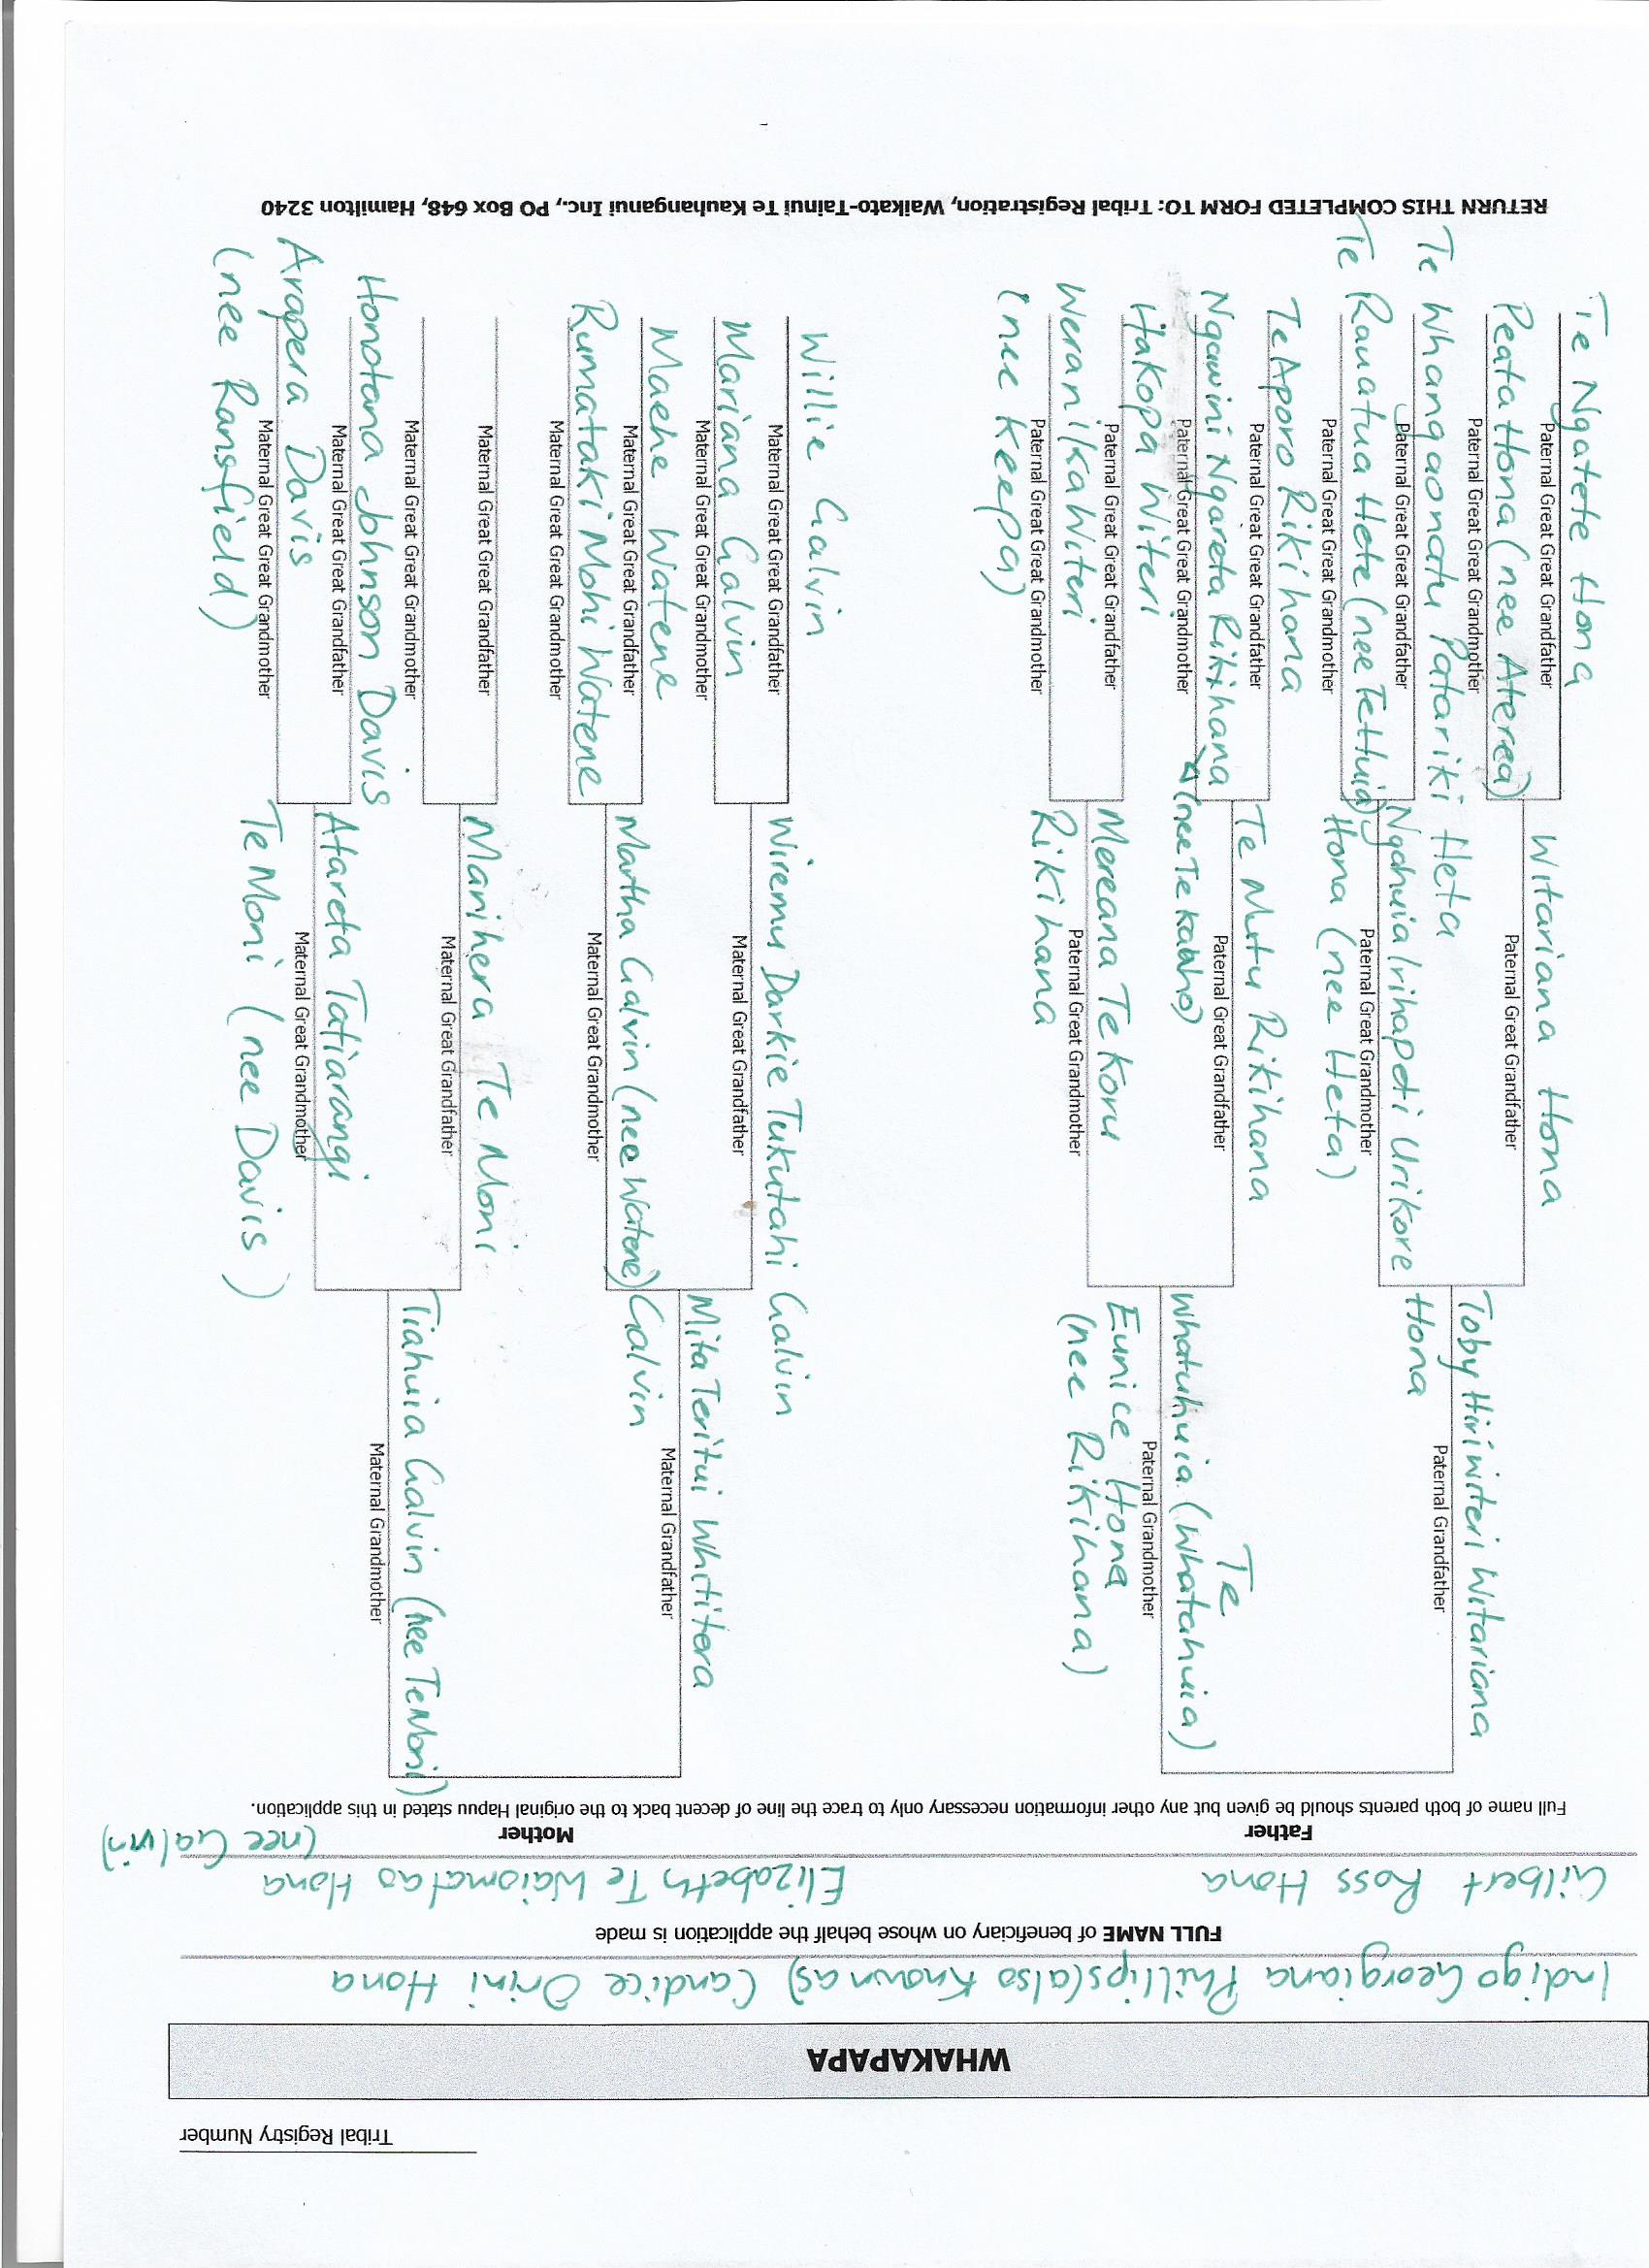 Tribal Registry Number
WHAKAPAPA
Indigo Georgiana Phillips (also Known as) Candice Orini Hona
FULL NAME of beneficiary on whose behalf the application is made
Gilbert Ross Hona
Elizabeth Te Waiomatao Hona
(nee Galvin)
Father
Mother
Full name of both parents should be given but any other information necessary only to trace the line of decent back to the original Hapuu stated in this application.
Te Ngatete Hona
Paternal Great Great Grandfather
Peata Hona (nee Aterea)
Paternal Great Great Grandmother
Te Whangaonatu Patariki Heta
Paternal Great Great Grandfather
Te Rauatua Hete (nee Te Huia)
Paternal Great Great Grandmother
Te Aporo Rikihana
Paternal Great Great Grandfather
Ngawini Ngareta Rikihana
Paternal Great Great Grandmother
(nee Te
Hakopa Witeri
Paternal Great Great Grandfather
Weranika Witeri
Paternal Great Great Grandmother
(nee Keepa)
Witariana Hona
Paternal Great Grandfather
Ngahuia Irihapeti Urikore
Paternal Great Grandmother
Hona (nee Heta)
Te Mutu Rikihana
Paternal Great Grandfather
Mereana Te Koru
Paternal Great Grandmother
Rikihana
Toby Hiriwiteri Witariana
Paternal Grandfather
Hona
Te
Whatuhuia (Whatahuia)
Paternal Grandmother
Eunice Hona
(nee Rikihana)
Willie Galvin
Maternal Great Great Grandfather
Mariana Galvin
Maternal Great Great Grandmother
Maehe Watene
Maternal Great Great Grandfather
Rumataki Mohi Watene
Maternal Great Great Grandmother
Maternal Great Great Grandfather
Maternal Great Great Grandmother
Honotana Johnson Davis
Maternal Great Great Grandfather
Arapera Davis
Maternal Great Great Grandmother
(nee Ransfield)
Wiremu Darkie Tukutahi Galvin
Maternal Great Grandfather
Martha Galvin (nee Watene)
Maternal Great Grandmother
Manihera Te Moni
Maternal Great Grandfather
Atareta Tatiarangi
Maternal Great Grandmother
Te Moni (nee Davis)
Mita Teritui Whititera
Maternal Grandfather
Galvin
Tiahuia Galvin (nee Te Moni)
Maternal Grandmother
RETURN THIS COMPLETED FORM TO: Tribal Registration, Waikato-Tainui Te Kauhanganui Inc., PO Box 648, Hamilton 3240